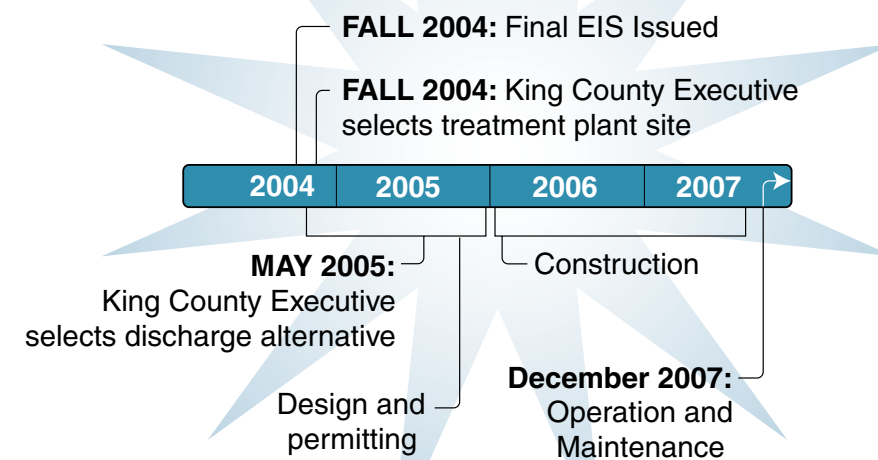 FALL 2004: Final EIS Issued
FALL 2004: King County Executive
selects treatment plant site
2004 2005 2006 2007
MAY 2005:
King County Executive
selects discharge alternative
Construction
Design and
permitting
December 2007:
Operation and
Maintenance